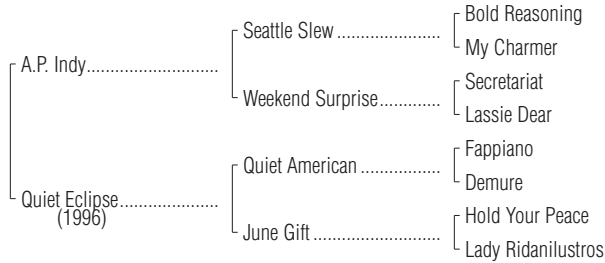 Bold Reasoning
Seattle Slew
My Charmer
A.P. Indy
Secretariat
Weekend Surprise
Lassie Dear
Fappiano
Quiet American
Demure
Quiet Eclipse
(1996)
Hold Your Peace
June Gift
Lady Ridanilustros